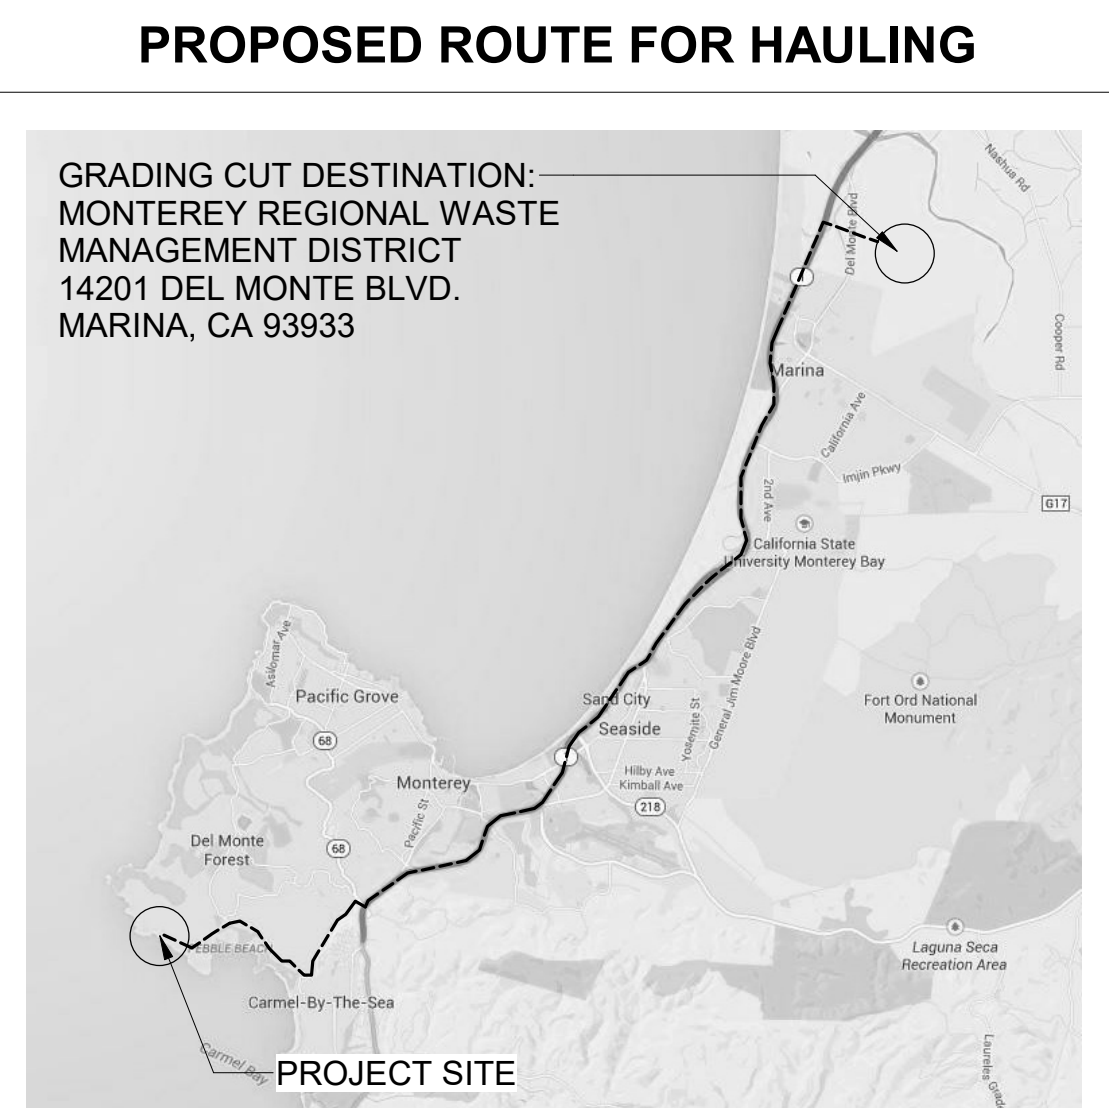 PROPOSED ROUTE FOR HAULING
GRADING CUT DESTINATION:
MONTEREY REGIONAL WASTE
MANAGEMENT DISTRICT
14201 DEL MONTE BLVD.
MARINA, CA 93933
Nashua Rd
Del Monte Blvd
1
Cooper Rd
Marina
California Ave
Imjin Pkwy
2nd Ave
G17
California State
University Monterey Bay
Asilomar Ave
Pacific Grove
General Jim Moore Blvd
Fort Ord National
Monument
Sand City
Seaside
Yosemite St
68
Hilby Ave
Kimball Ave
218
Monterey
Pacific St
Del Monte
Forest
68
PEBBLE BEACH
Laguna Seca
Recreation Area
Carmel-By-The-Sea
Carmel Bay
PROJECT SITE
Laureles Grade